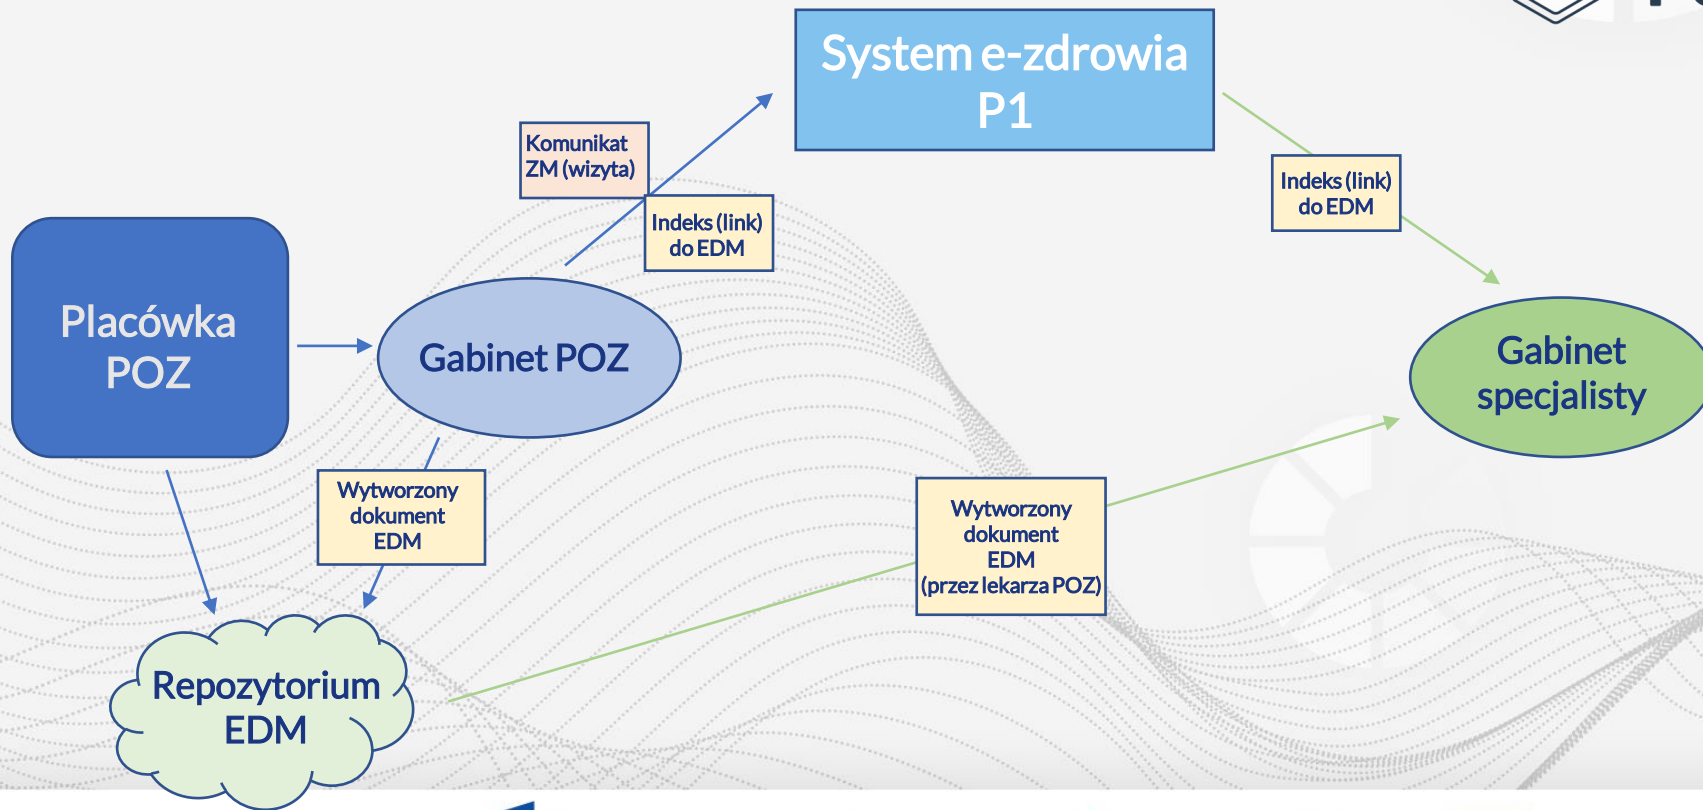 System e-zdrowia
P1
Komunikat
ZM (wizyta)
Indeks (link)
do EDM
Indeks (link)
do EDM
Placówka
POZ
Gabinet POZ
Gabinet
specjalisty
Wytworzony
dokument
EDM
Wytworzony
dokument
EDM
(przez lekarza POZ)
Repozytorium
EDM